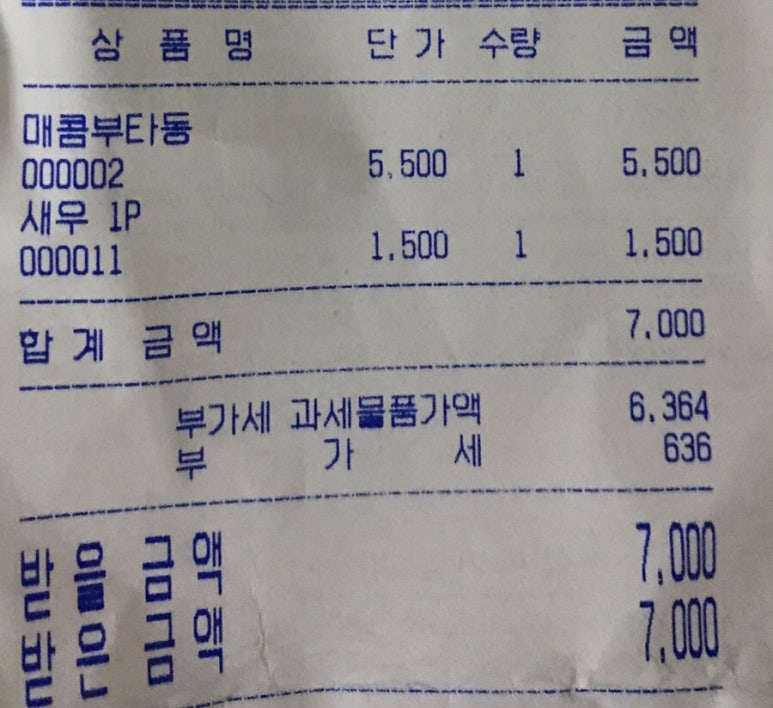 상 품 명 단 가 수량 금 액
매콤부타동
000002 5,500 1 5,500
새우 1P
000011 1,500 1 1,500
합 계 금 액 7,000
부가세 과세물품가액 6,364
부 가 세 636
받 을 금 액 7,000
받 은 금 액 7,000